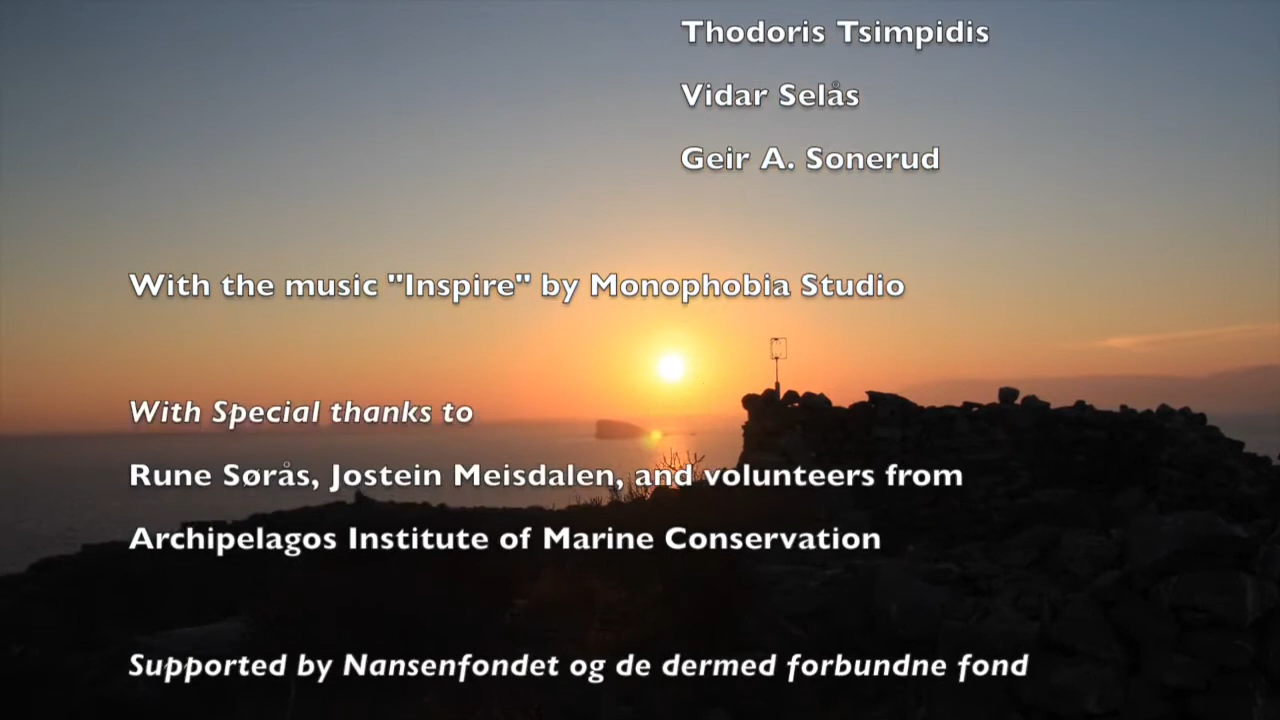 Thodoris Tsimpidis
Vidar Selås
Geir A. Sonerud
With the music "Inspire" by Monophobia Studio
With Special thanks to
Rune Sørås, Jostein Meisdalen, and volunteers from
Archipelagos Institute of Marine Conservation
Supported by Nansenfondet og de dermed forbundne fond